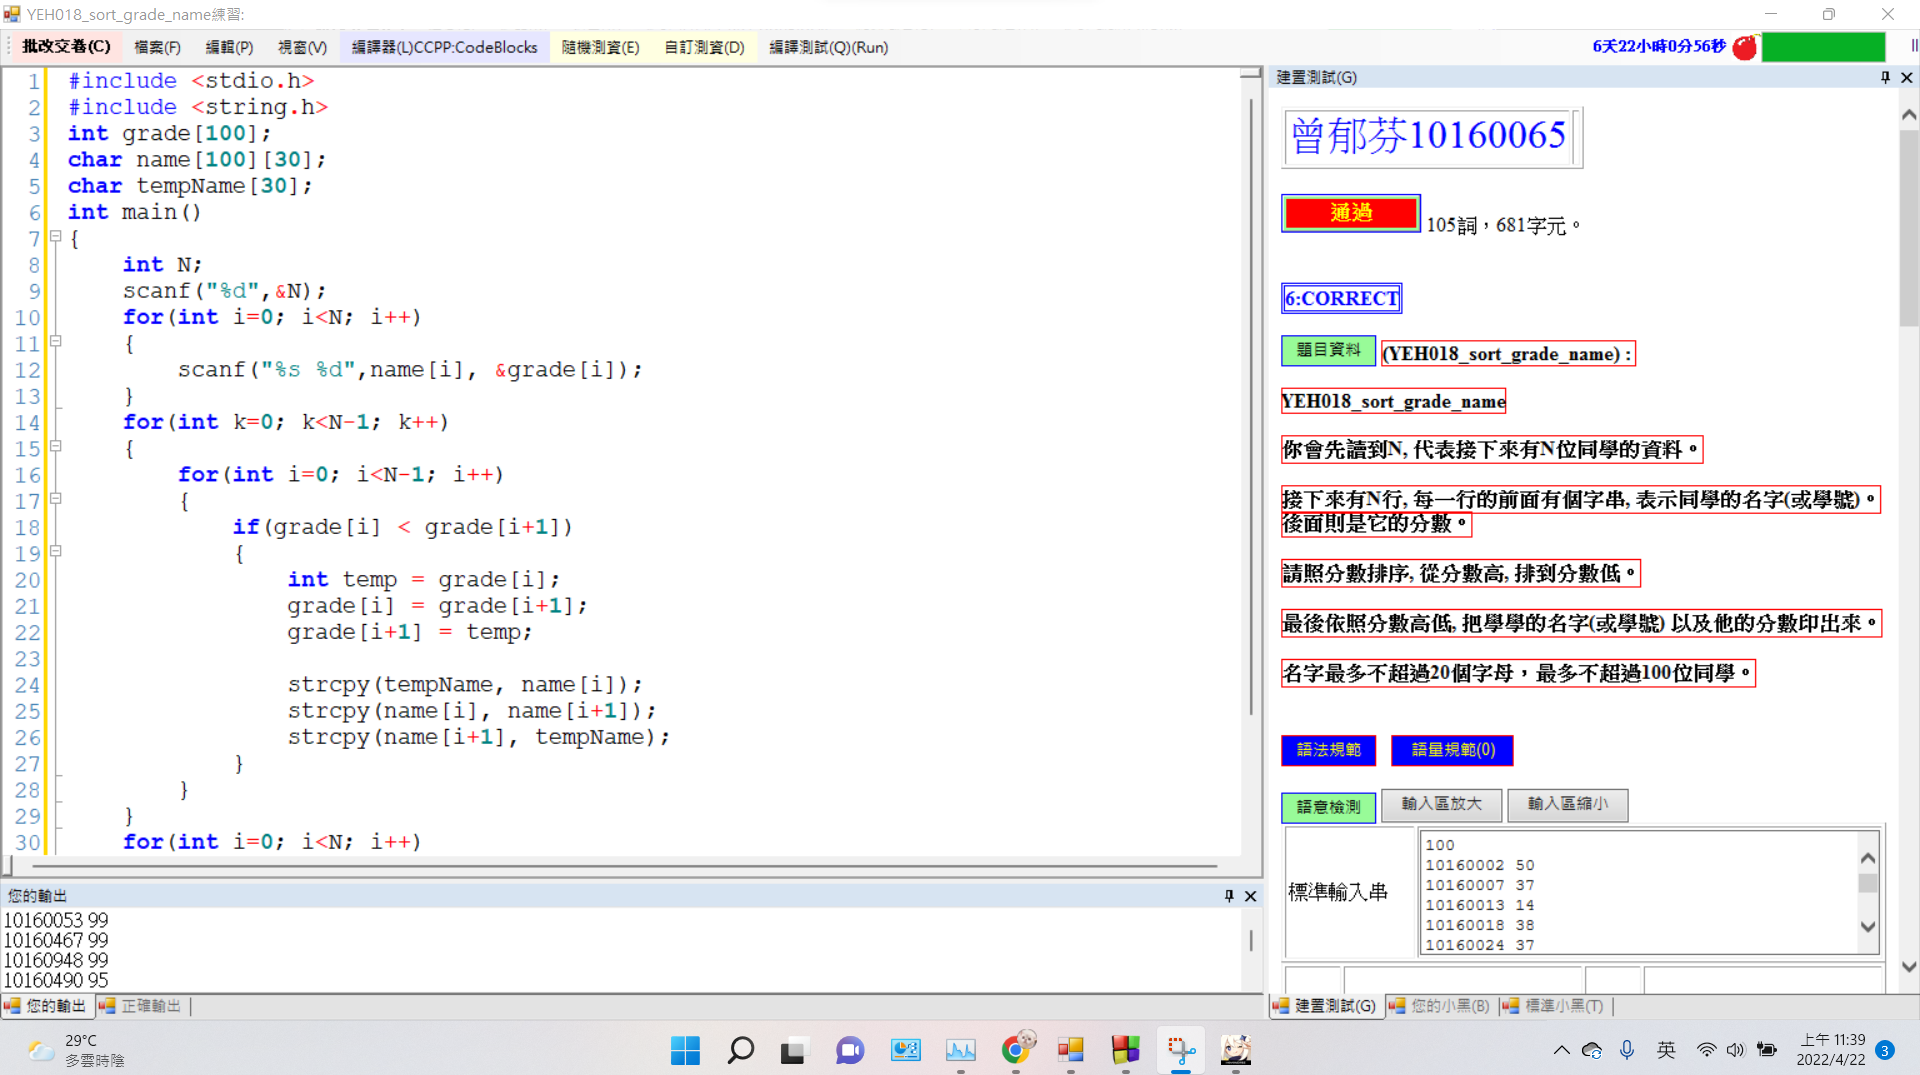 YEH018_sort_grade_name練習:
批改交卷(C) 檔案(F) 編輯(P) 視窗(V) 編譯器(L)CCPP:CodeBlocks 隨機測資(E) 自訂測資(D) 編譯測試(Q)(Run) 6天22小時0分56秒
1 #include <stdio.h>
2 #include <string.h>
3 int grade[100];
4 char name[100][30];
5 char tempName[30];
6 int main()
7 {
8 int N;
9 scanf("%d",&N);
10 for(int i=0; i<N; i++)
11 {
12 scanf("%s %d",name[i], &grade[i]);
13 }
14 for(int k=0; k<N-1; k++)
15 {
16 for(int i=0; i<N-1; i++)
17 {
18 if(grade[i] < grade[i+1])
19 {
20 int temp = grade[i];
21 grade[i] = grade[i+1];
22 grade[i+1] = temp;
23
24 strcpy(tempName, name[i]);
25 strcpy(name[i], name[i+1]);
26 strcpy(name[i+1], tempName);
27 }
28 }
29 }
30 for(int i=0; i<N; i++)
您的輸出
10160053 99
10160467 99
10160948 99
10160490 95
您的輸出 正確輸出
建置測試(G)
曾郁芬10160065
通過 105詞，681字元。
6:CORRECT
題目資料 (YEH018_sort_grade_name) :
YEH018_sort_grade_name
你會先讀到N, 代表接下來有N位同學的資料。
接下來有N行, 每一行的前面有個字串, 表示同學的名字(或學號)。
後面則是它的分數。
請照分數排序, 從分數高, 排到分數低。
最後依照分數高低, 把學學的名字(或學號) 以及他的分數印出來。
名字最多不超過20個字母，最多不超過100位同學。
語法規範 語量規範(0)
語意檢測 輸入區放大 輸入區縮小
標準輸入串
100
10160002 50
10160007 37
10160013 14
10160018 38
10160024 37
建置測試(G) 您的小黑(B) 標準小黑(T)
29°C
多雲時陰
英
上午 11:39
2022/4/22
3